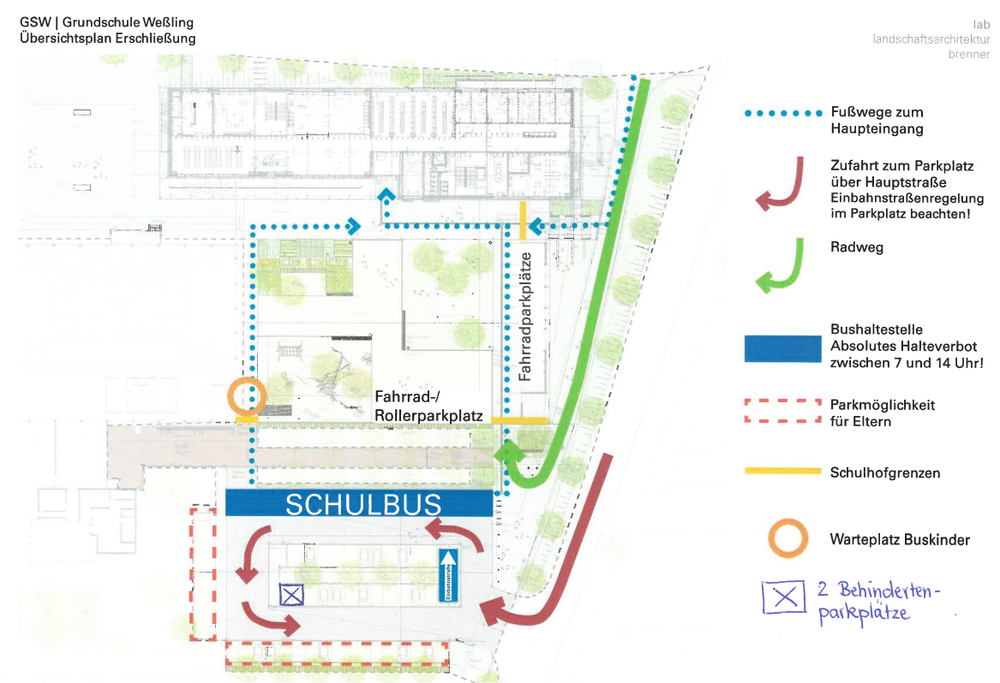 GSW | Grundschule Weßling
Übersichtsplan Erschließung
lab
landschaftsarchitektur
brenner
Fußwege zum
Haupteingang
Zufahrt zum Parkplatz
über Hauptstraße
Einbahnstraßenregelung
im Parkplatz beachten!
Radweg
Bushaltestelle
Absolutes Halteverbot
zwischen 7 und 14 Uhr!
Parkmöglichkeit
für Eltern
Schulhofgrenzen
Warteplatz Buskinder
2 Behinderten-
parkplätze
Fahrradparkplätze
Fahrrad-/
Rollerparkplatz
SCHULBUS
Einbahnstraße